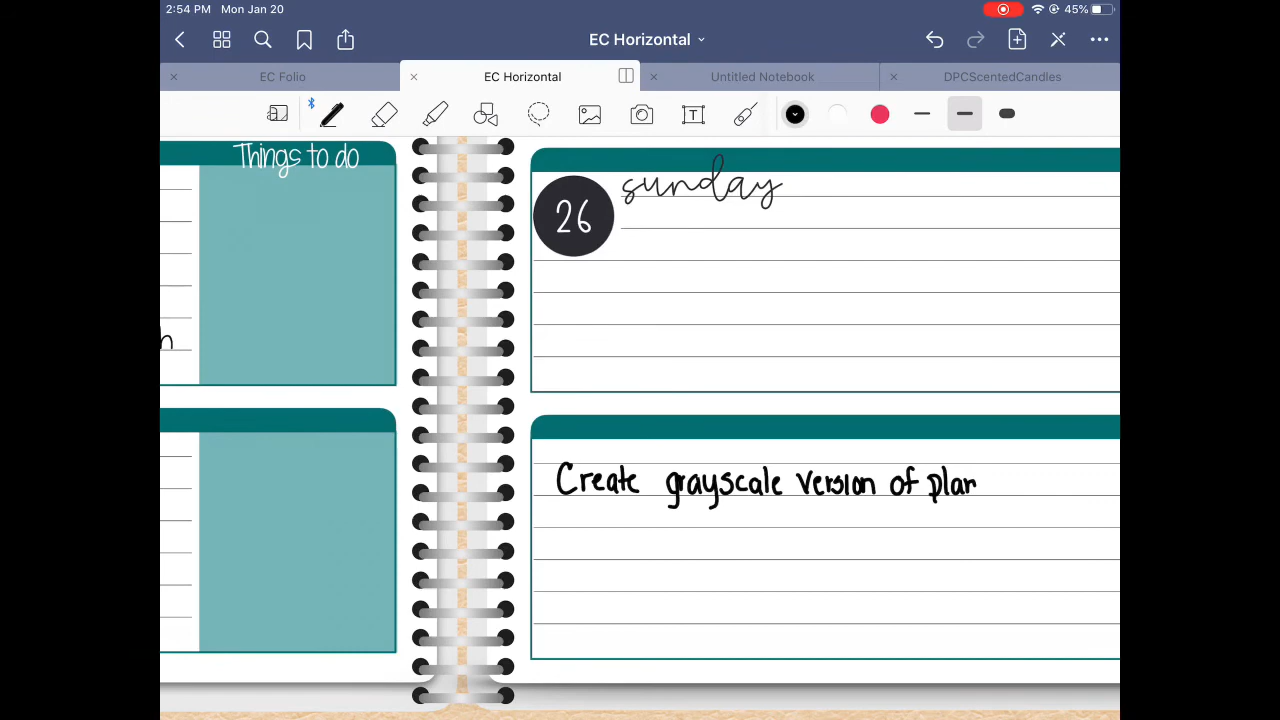 2:54 PM Mon Jan 20
45%
EC Horizontal
EC Folio
EC Horizontal
Untitled Notebook
DPCScentedCandles
T
Things to do
sunday
26
h
Create grayscale version of plan